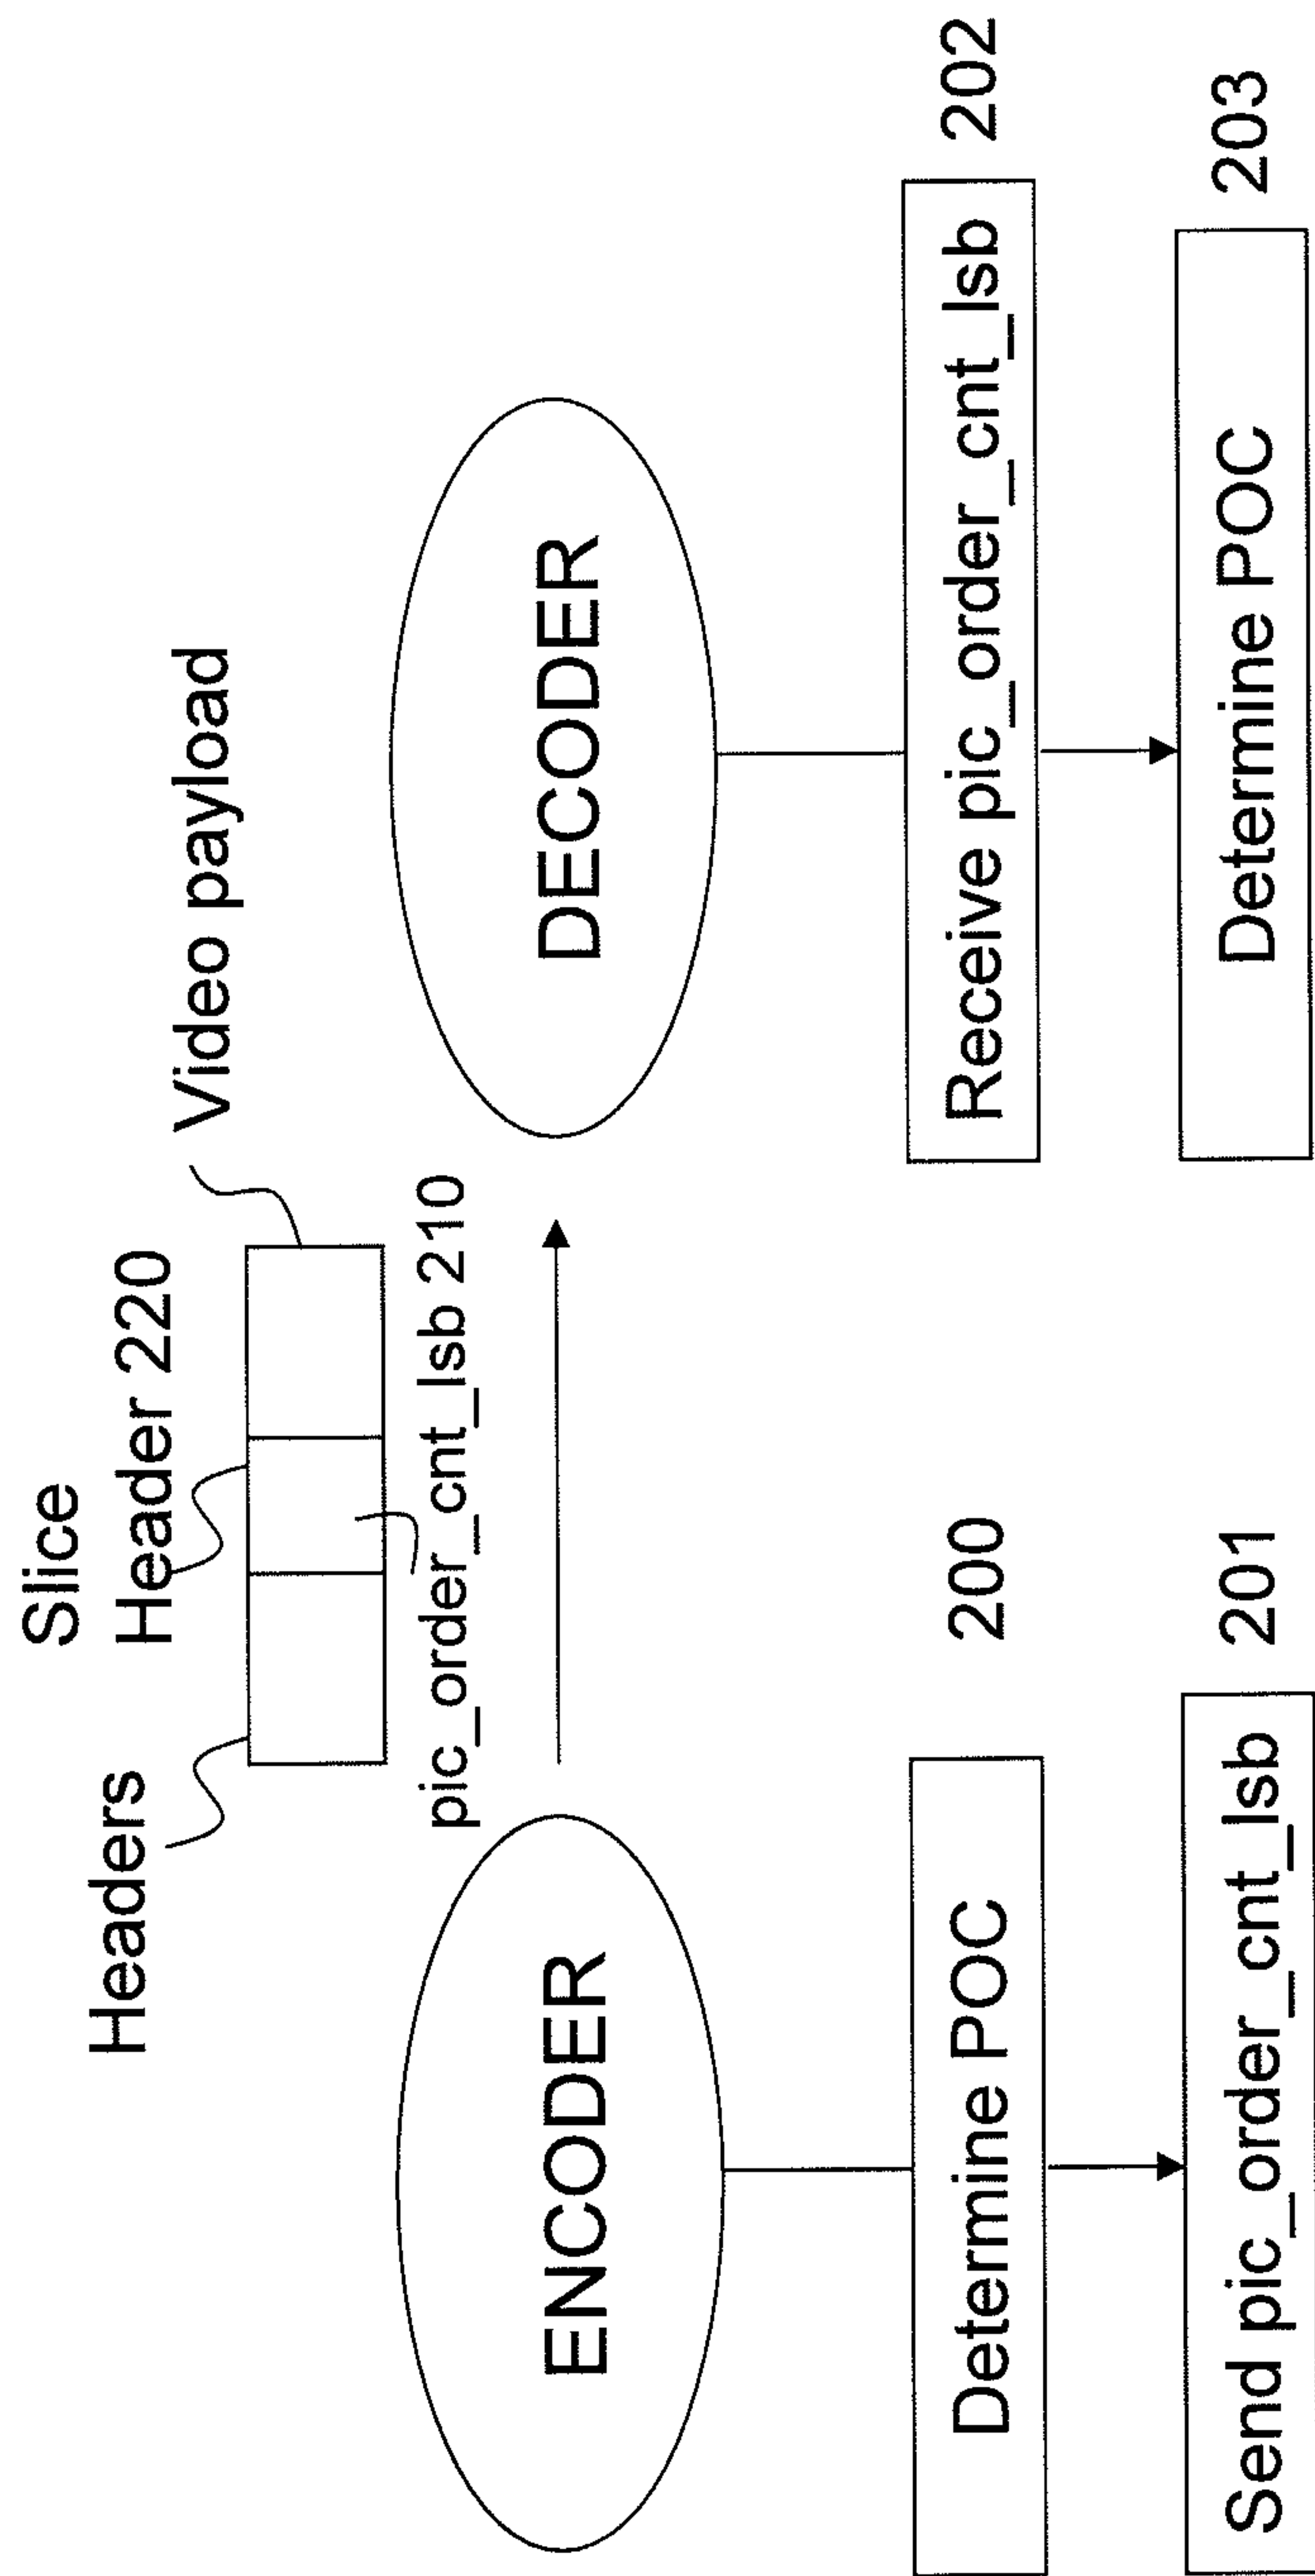 Slice
Header 220
Headers
Video payload
pic_order_cnt_lsb 210
ENCODER
DECODER
Determine POC
200
Receive pic_order_cnt_lsb
202
Send pic_order_cnt_lsb
201
Determine POC
203